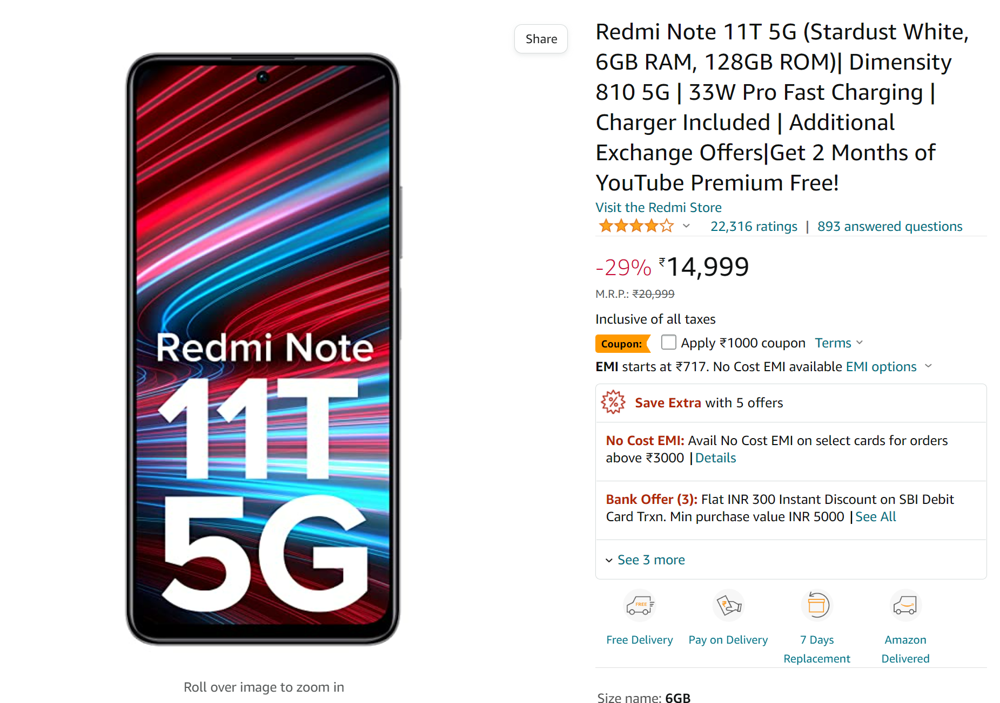 Share
Redmi Note 11T 5G (Stardust White,
6GB RAM, 128GB ROM)| Dimensity
810 5G | 33W Pro Fast Charging |
Charger Included | Additional
Exchange Offers|Get 2 Months of
YouTube Premium Free!
Visit the Redmi Store
22,316 ratings | 893 answered questions
-29% ₹14,999
M.R.P.: ₹20,999
Inclusive of all taxes
Coupon: Apply ₹1000 coupon Terms
EMI starts at ₹717. No Cost EMI available EMI options
% Save Extra with 5 offers
No Cost EMI: Avail No Cost EMI on select cards for orders
above ₹3000 |Details
Bank Offer (3): Flat INR 300 Instant Discount on SBI Debit
Card Trxn. Min purchase value INR 5000 |See All
See 3 more
FREE ₹
Free Delivery
Pay on Delivery
7 Days
Replacement
Amazon
Delivered
Size name: 6GB
Redmi Note
11T
5G
Roll over image to zoom in